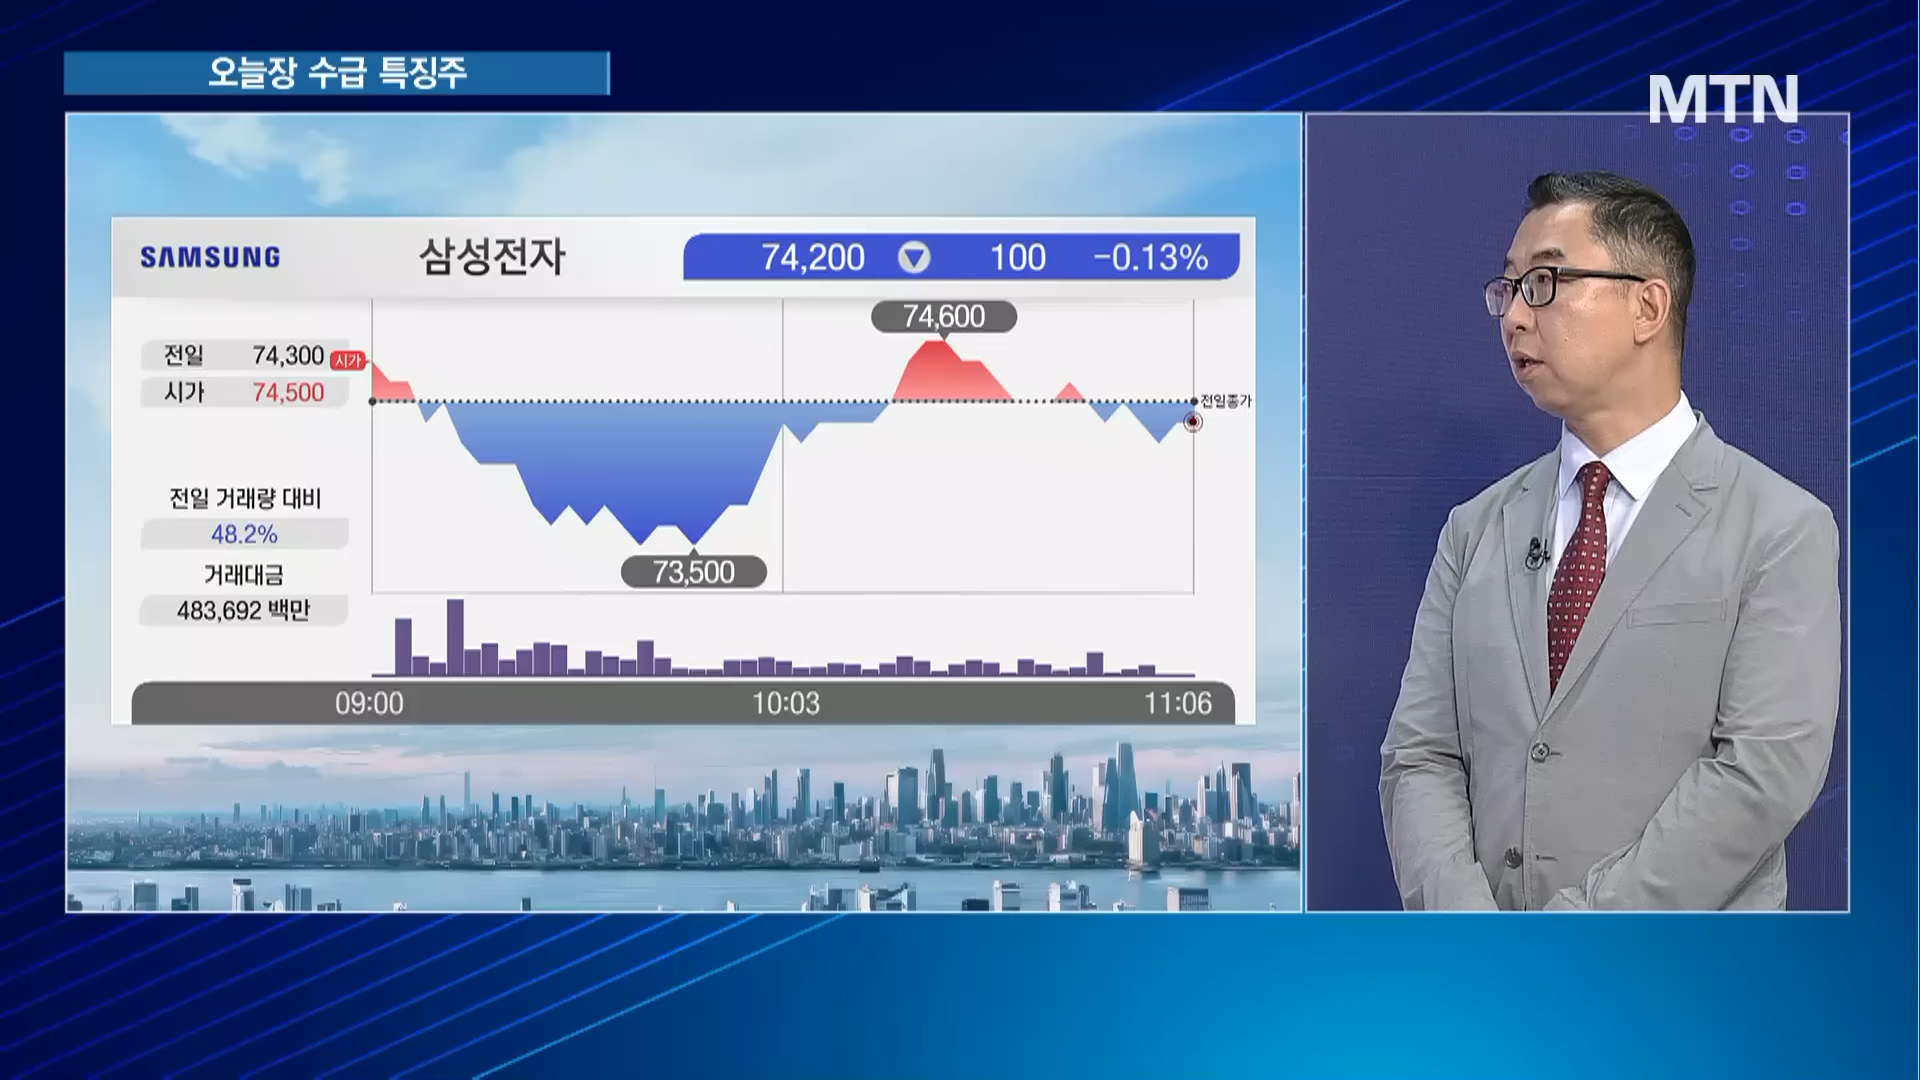 오늘장 수급 특징주
MTN
SAMSUNG 삼성전자 74,200 100 -0.13%
74,600
전일 74,300 시가
시가 74,500
전일종가
전일 거래량 대비
48.2%
73,500
거래대금
483,692 백만
09:00 10:03 11:06